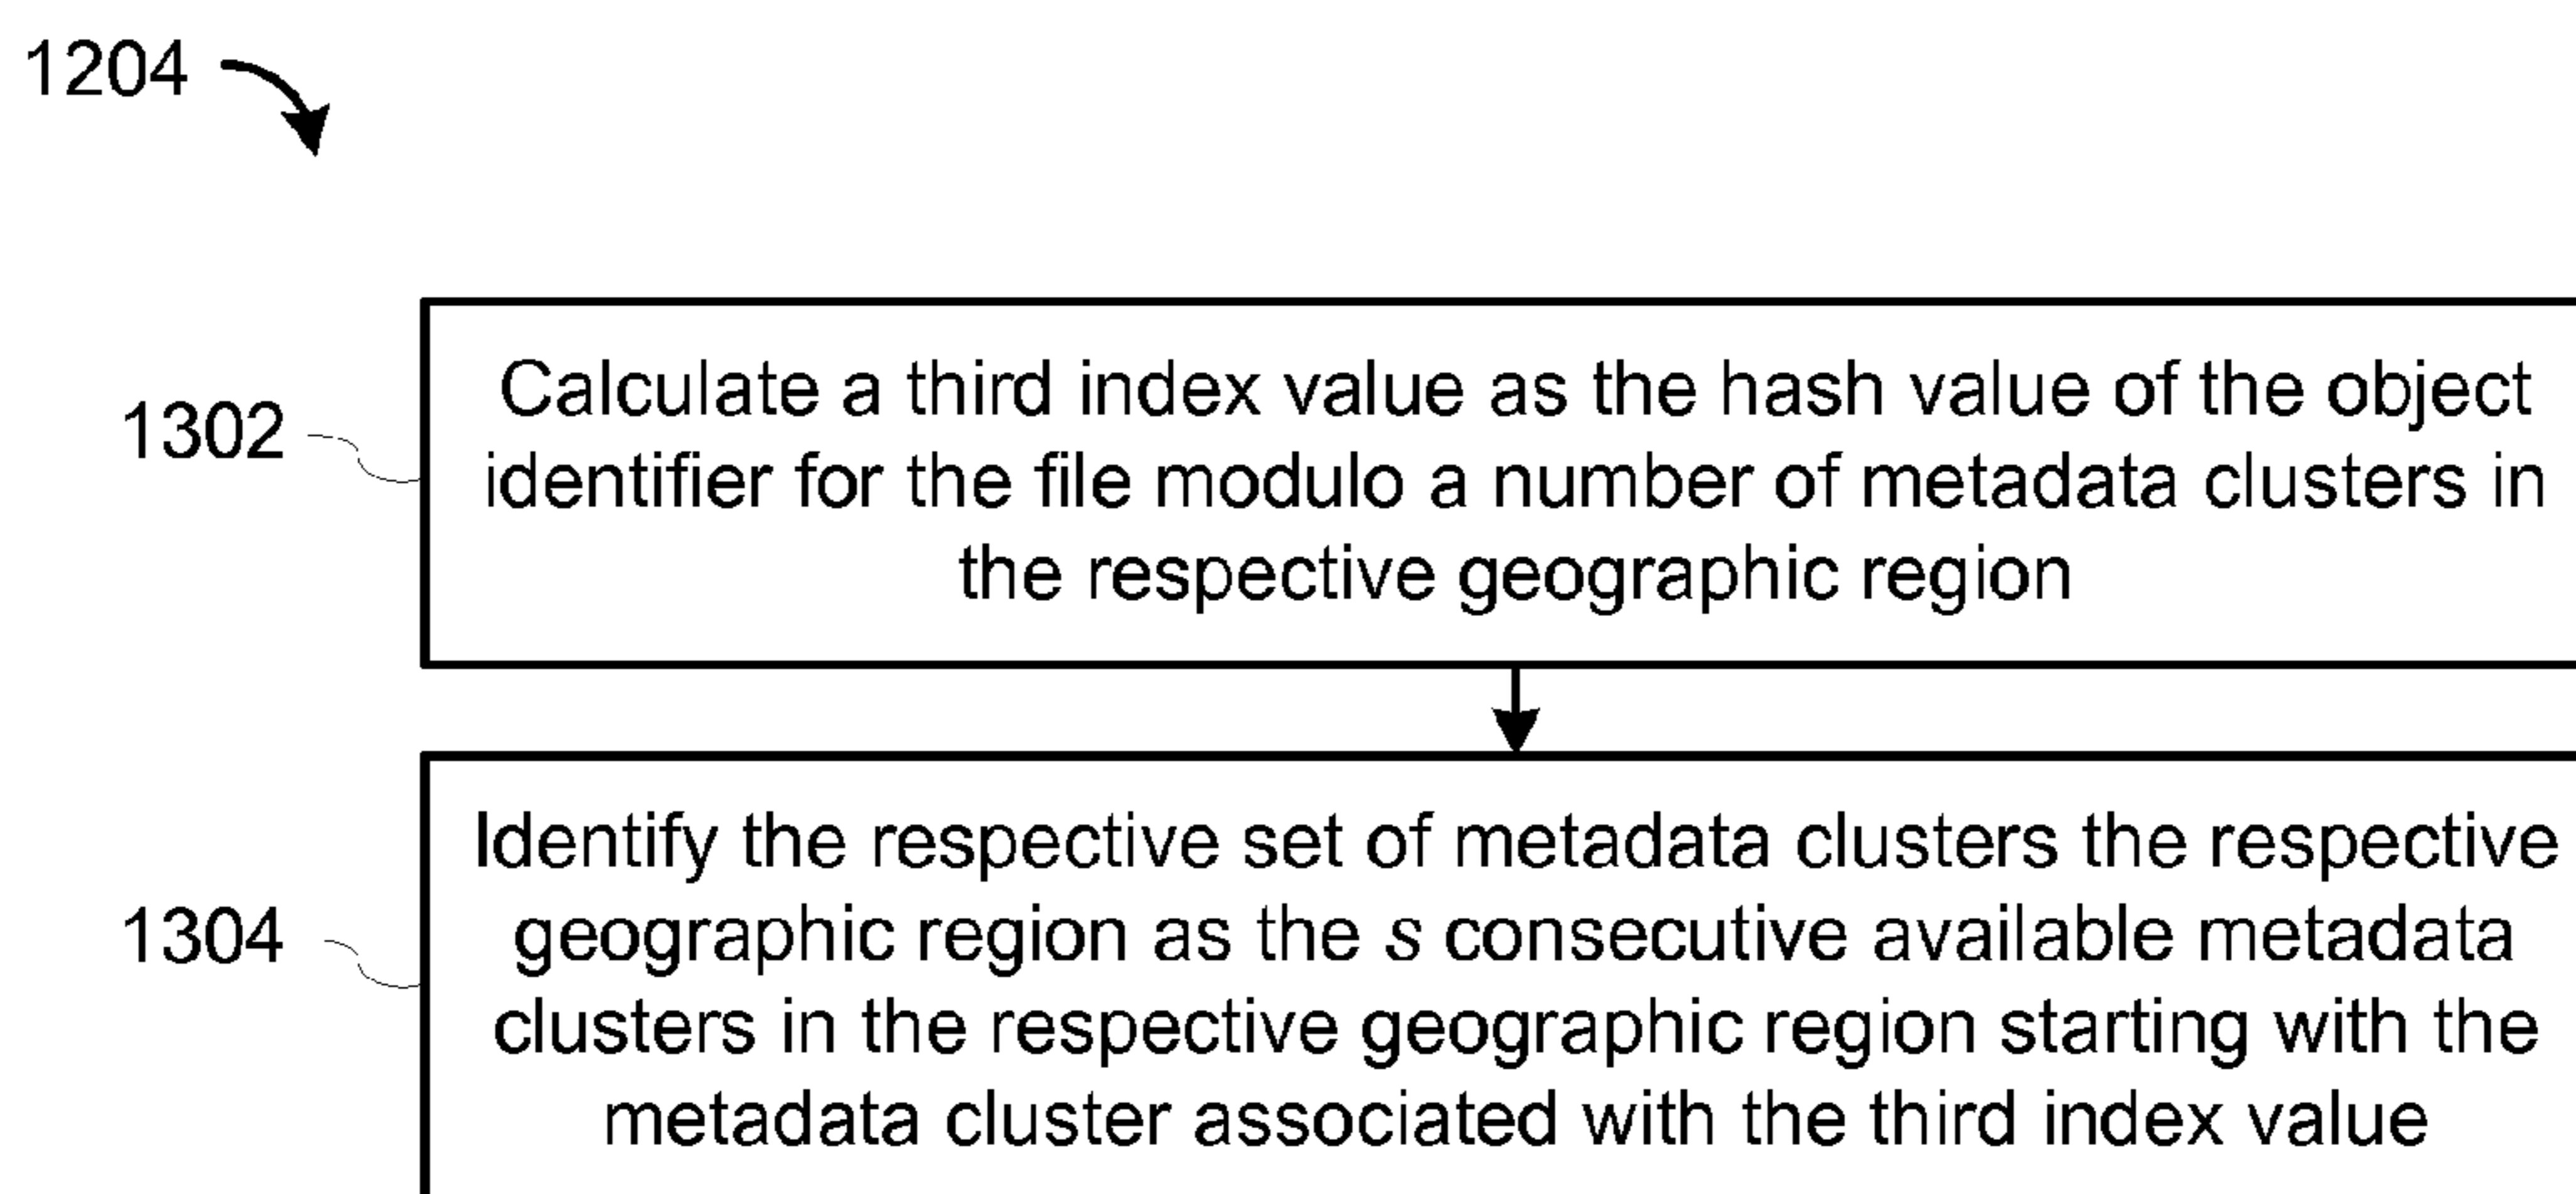 1204
1302
Calculate a third index value as the hash value of the object
identifier for the file modulo a number of metadata clusters in
the respective geographic region
1304
Identify the respective set of metadata clusters the respective
geographic region as the s consecutive available metadata
clusters in the respective geographic region starting with the
metadata cluster associated with the third index value